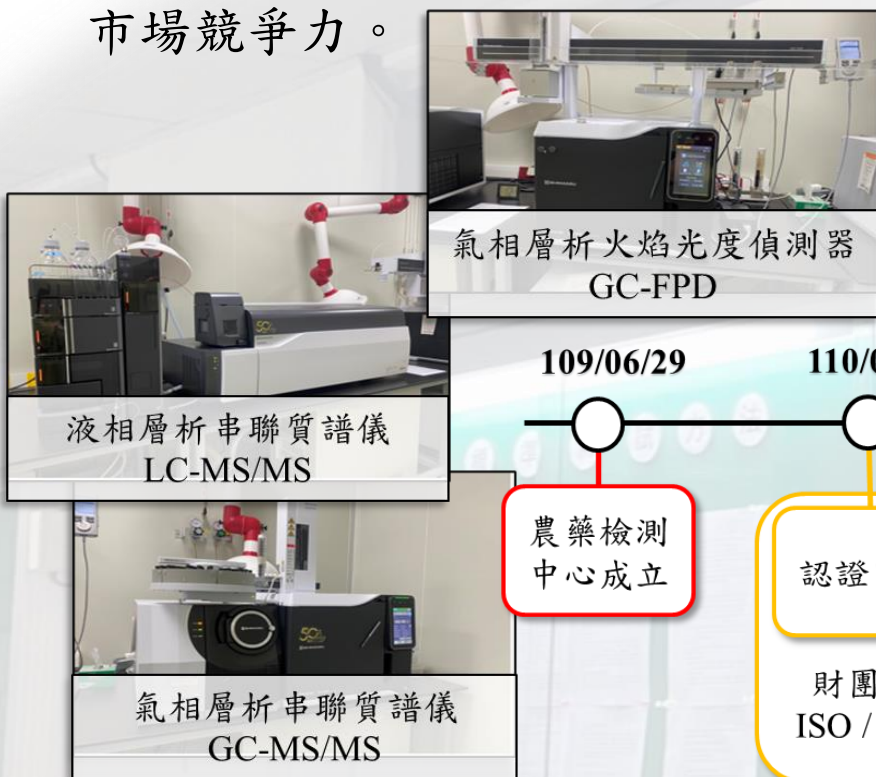 市場競爭力。
氣相層析火焰光度偵測器
GC-FPD
液相層析串聯質譜儀
LC-MS/MS
109/06/29
110/0
農藥檢測
中心成立
認證
財團
ISO /
氣相層析串聯質譜儀
GC-MS/MS